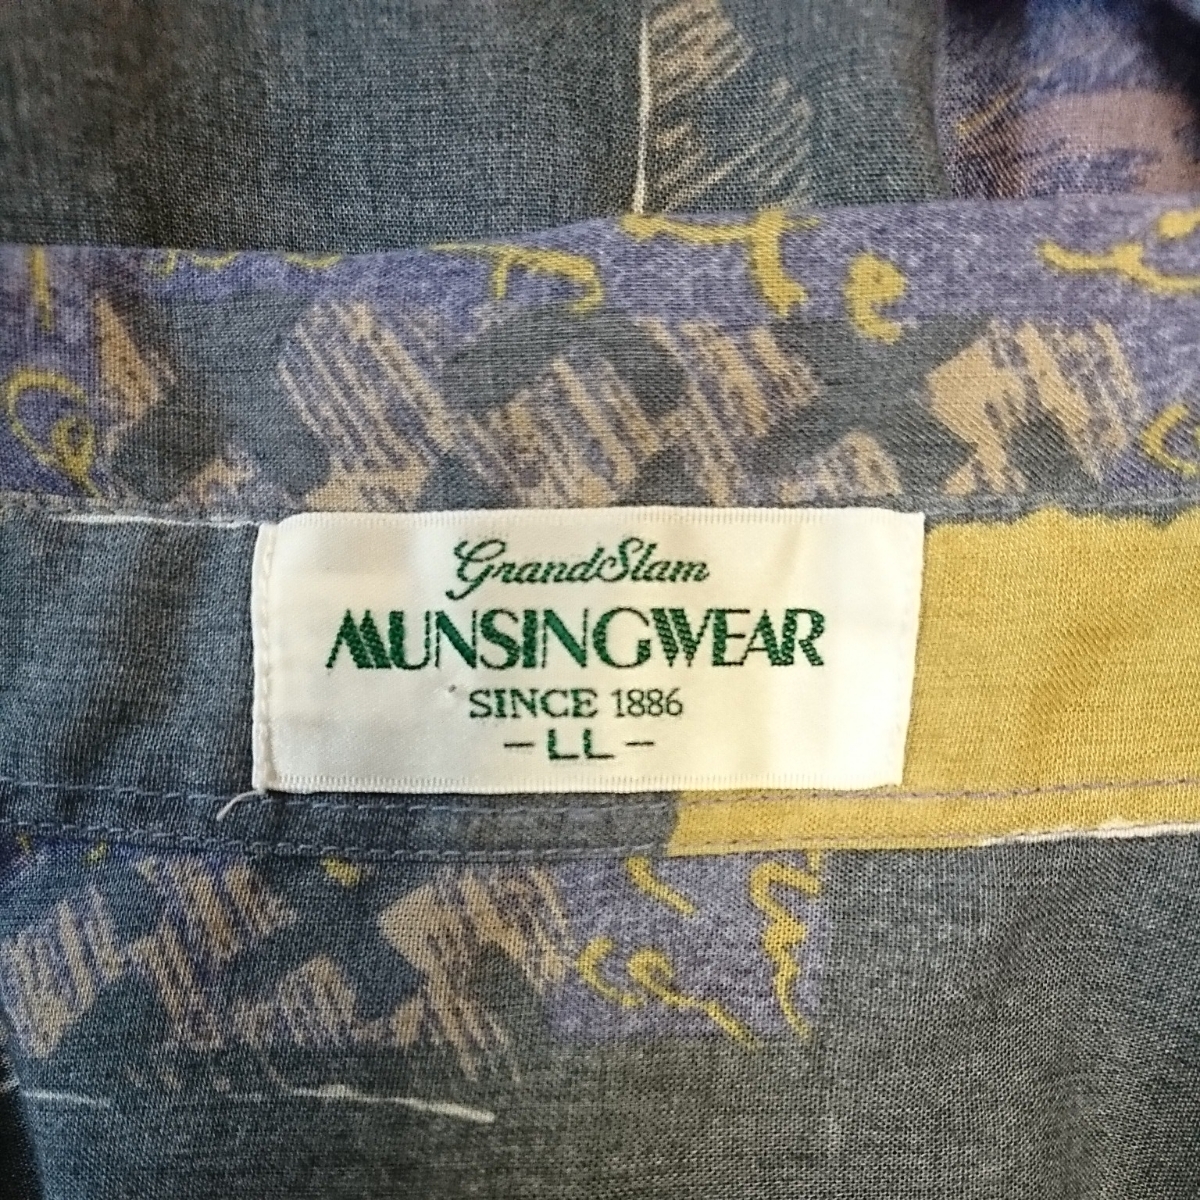 GrandSlam
MUNSINGWEAR
SINCE 1886
-LL-